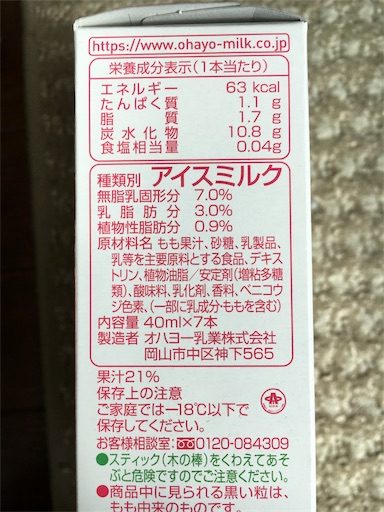 https://www.ohayo-milk.co.jp
栄養成分表示(1本当たり)
エネルギー 63 kcal
たんぱく質 1.1 g
脂質 1.7 g
炭水化物 10.8 g
食塩相当量 0.04g
種類別 アイスミルク
無脂乳固形分 7.0%
乳脂肪分 3.0%
植物性脂肪分 0.9%
原材料名 もも果汁、砂糖、乳製品、
乳等を主要原料とする食品、デキス
トリン、植物油脂/安定剤(増粘多糖
類)、酸味料、乳化剤、香料、ベニコウ
ジ色素、(一部に乳成分・ももを含む)
内容量 40ml×7本
製造者 オハヨー乳業株式会社
岡山市中区神下565
果汁21%
保存上の注意
ご家庭では−18℃以下で
保存してください。
お客様相談室:0120-084309
●スティック(木の棒)をくわえてあそ
ぶと危険ですのでご注意ください。
●商品中に見られる黒い粒は、
もも由来のものです。